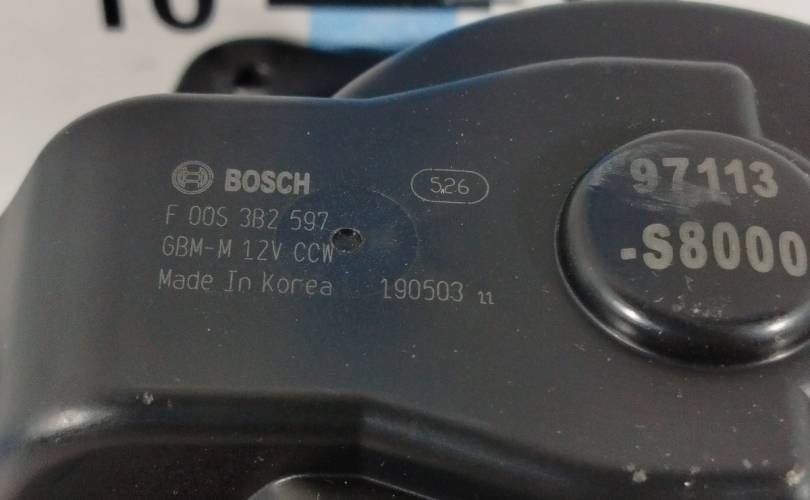 BOSCH
526
F 00S 3B2 597
GBM-M 12V CCW
Made In Korea 190503 11
97113
-S8000